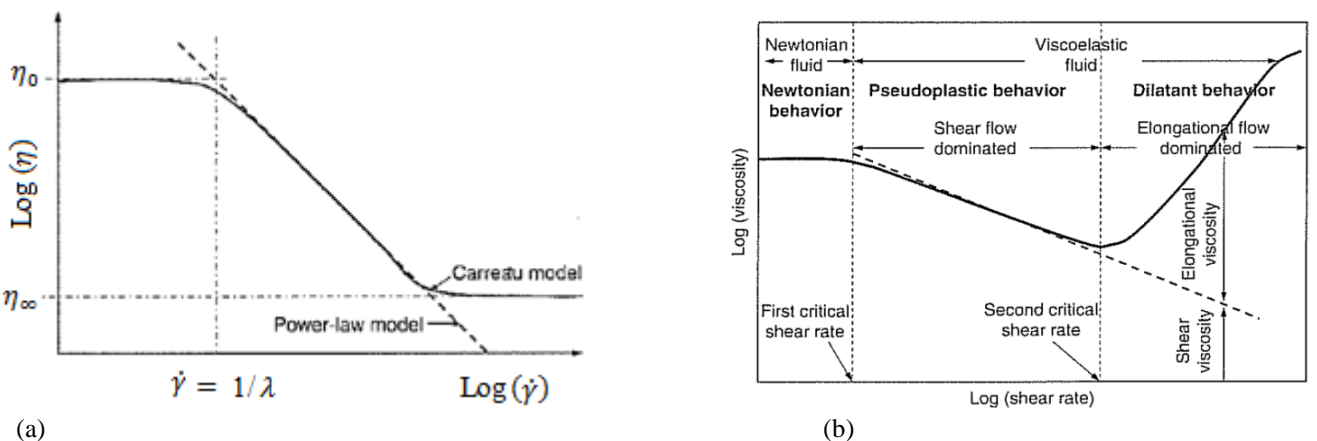 η₀
Log (η)
Carreatu model
η∞
Power-law model
γ̇ = 1/λ
Log (γ̇)
(a)
Newtonian
fluid
Viscoelastic
fluid
Newtonian
behavior
Pseudoplastic behavior
Dilatant behavior
Shear flow
dominated
Elongational flow
dominated
Log (viscosity)
Elongational
viscosity
Shear
viscosity
First critical
shear rate
Second critical
shear rate
Log (shear rate)
(b)